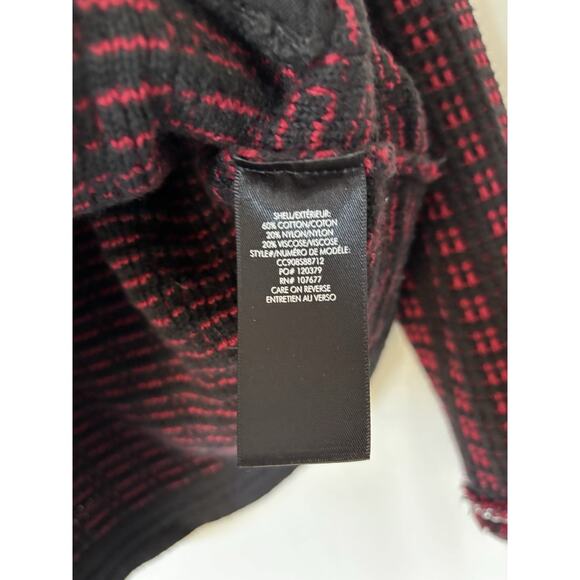 SHELL/EXTÉRIEUR:
60% COTTON/COTON
20% NYLON/NYLON
20% VISCOSE/VISCOSE
STYLE#/NUMÉRO DE MODÈLE:
CC908S88712
PO# 120379
RN# 107677
CARE ON REVERSE
ENTRETIEN AU VERSO